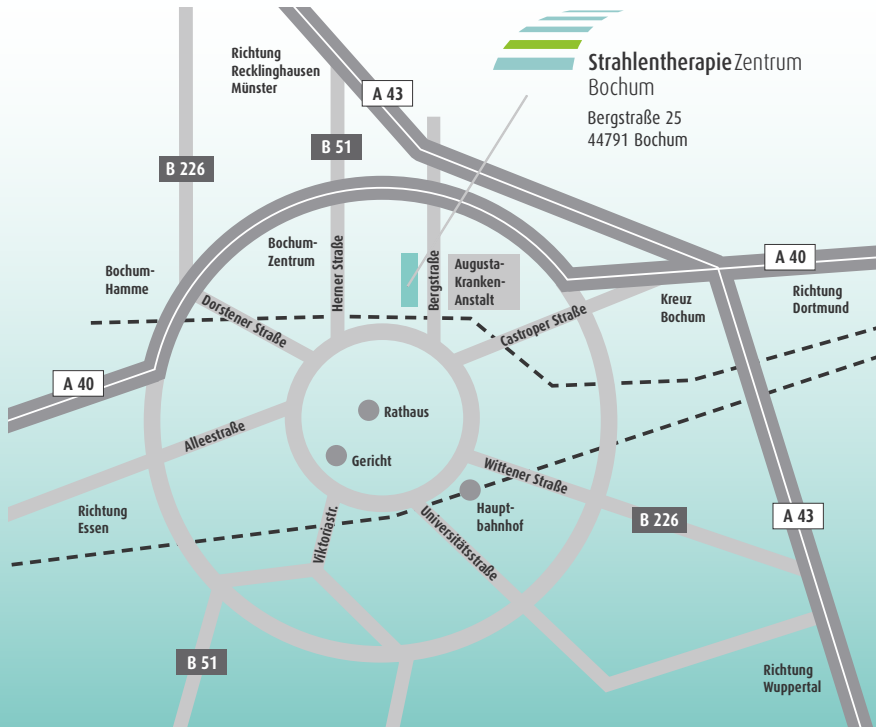 Richtung
Recklinghausen
Münster
A 43
StrahlentherapieZentrum
Bochum
Bergstraße 25
44791 Bochum
B 51
B 226
Bochum-
Zentrum
Herner Straße
Bergstraße
Augusta-
Kranken-
Anstalt
A 40
Bochum-
Hamme
Dorstener Straße
Castroper Straße
Kreuz
Bochum
Richtung
Dortmund
A 40
Rathaus
Alleestraße
Gericht
Wittener Straße
Richtung
Essen
Viktoriastr.
Universitätsstraße
Haupt-
bahnhof
B 226
A 43
B 51
Richtung
Wuppertal